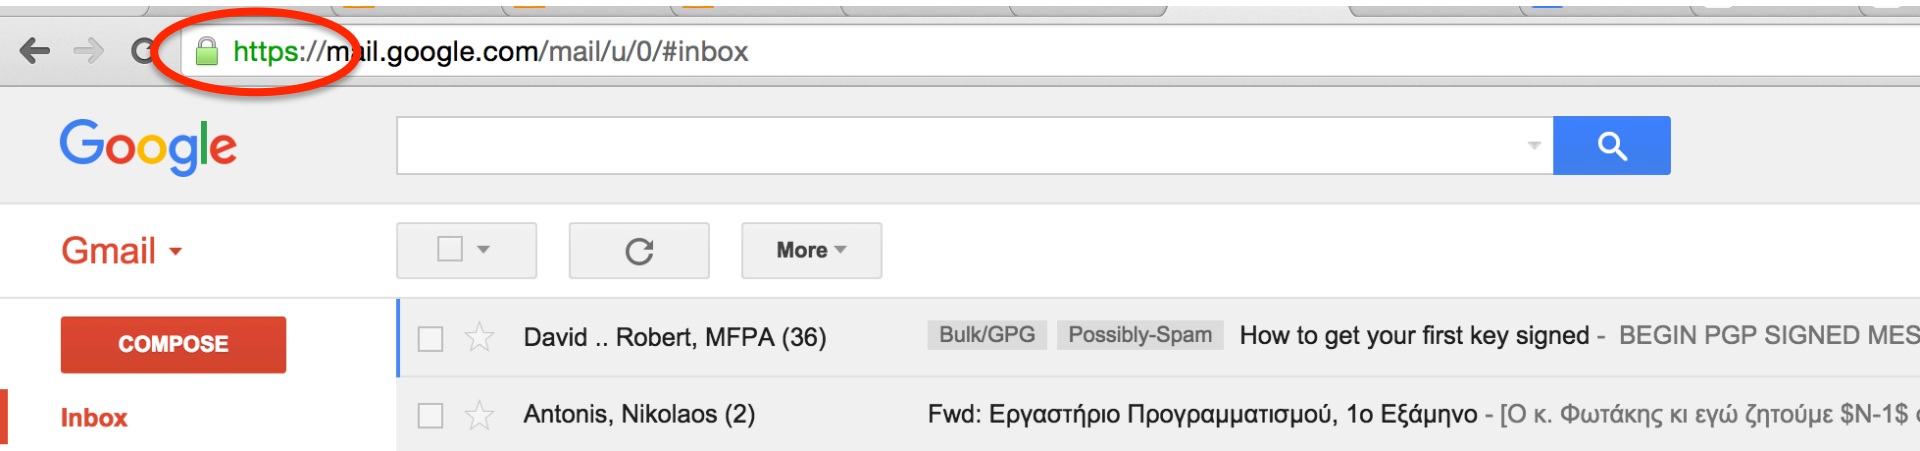 https://mail.google.com/mail/u/0/#inbox
Google
Gmail
More
COMPOSE
David .. Robert, MFPA (36) Bulk/GPG Possibly-Spam How to get your first key signed - BEGIN PGP SIGNED MES
Inbox
Antonis, Nikolaos (2) Fwd: Εργαστήριο Προγραμματισμού, 1ο Εξάμηνο - [Ο κ. Φωτάκης κι εγώ ζητούμε $N-1$